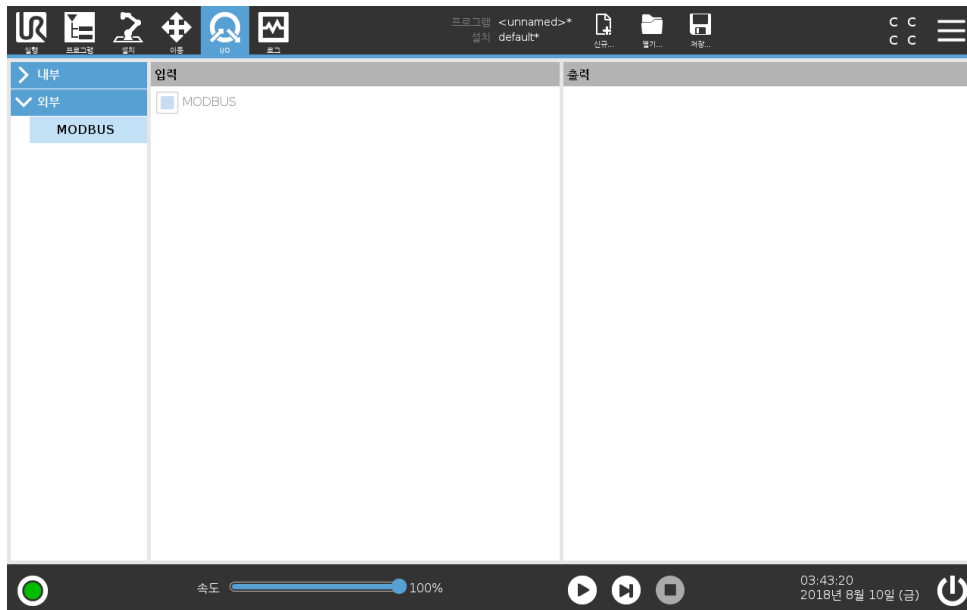 UR
실행
프로그램
설치
이동
I/O
로그
프로그램 <unnamed>*
설치 default*
신규...
열기...
저장...
C C
C C
내부
외부
MODBUS
입력
MODBUS
출력
속도 100%
03:43:20
2018년 8월 10일 (금)